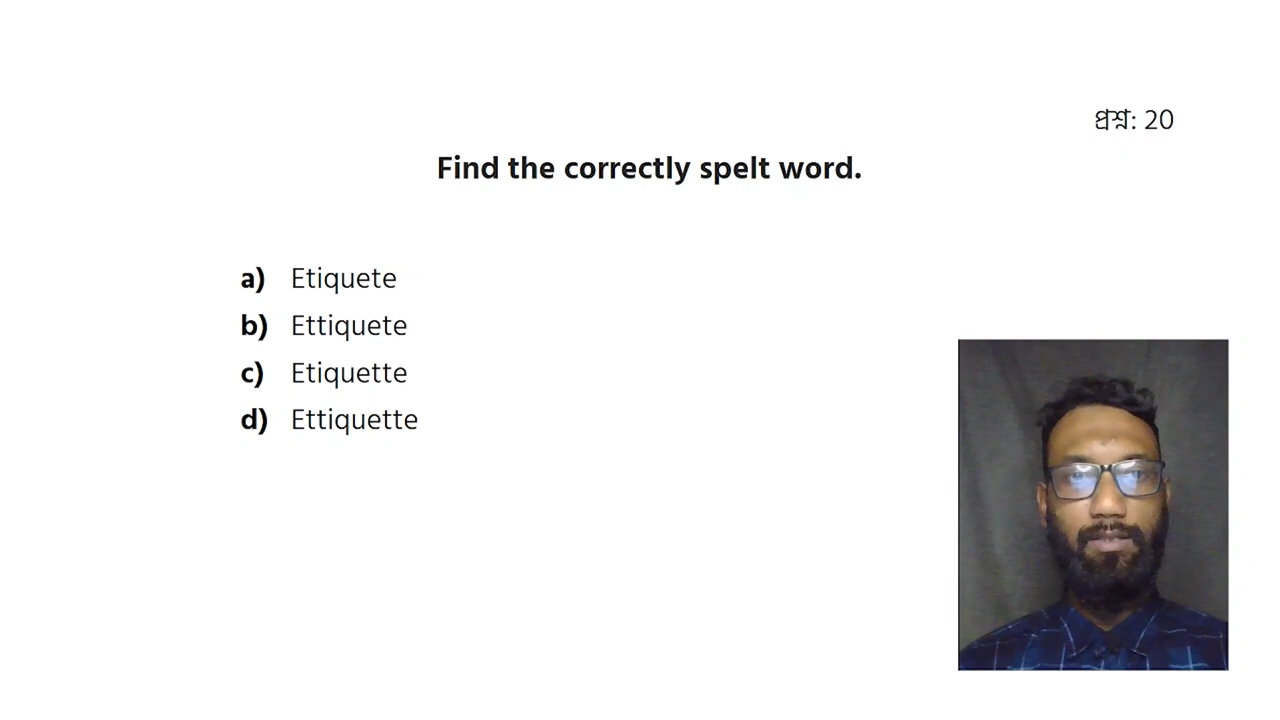 প্রশ্ন: 20
Find the correctly spelt word.
a) Etiquete
b) Ettiquete
c) Etiquette
d) Ettiquette